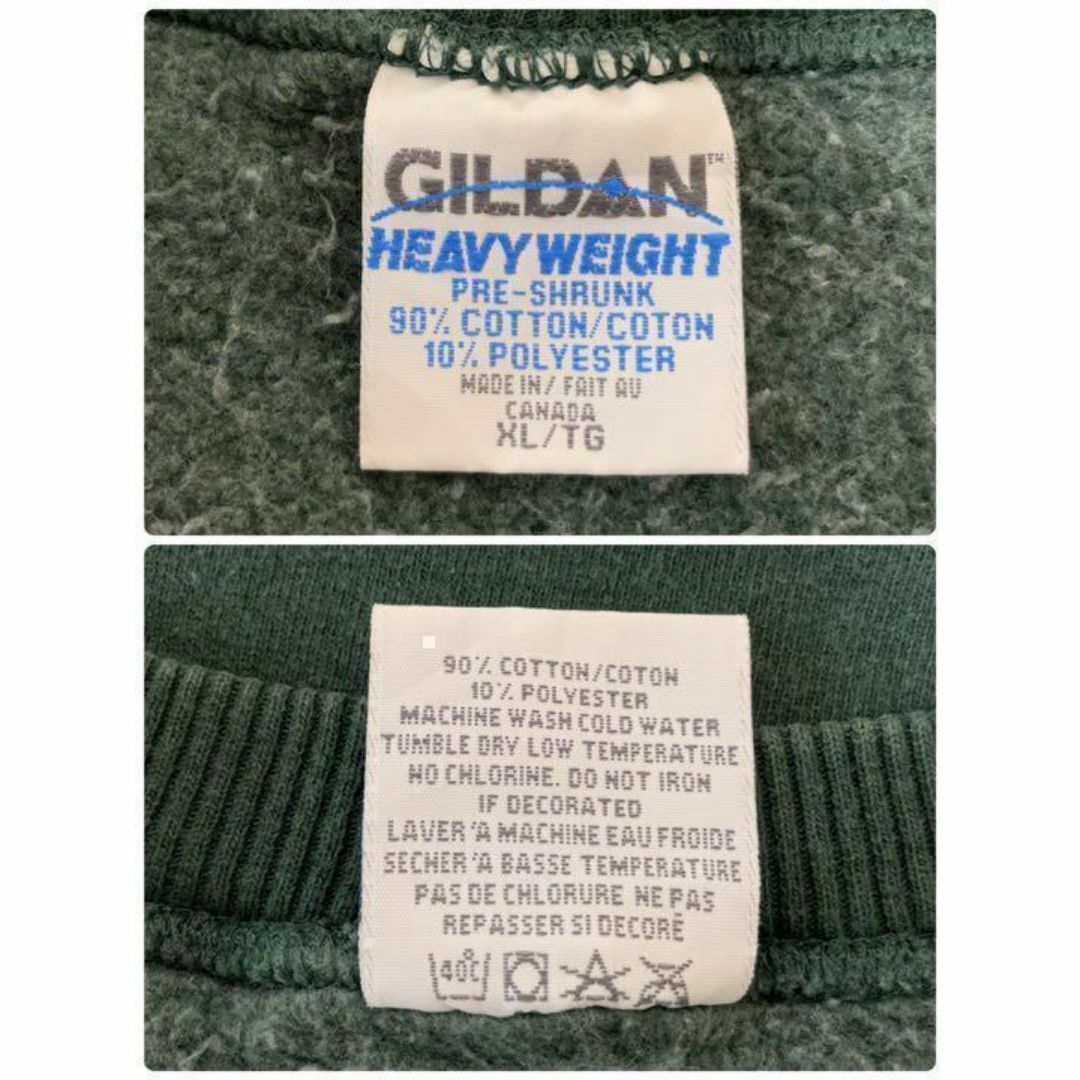 GILDAN™
HEAVYWEIGHT
PRE-SHRUNK
90% COTTON/COTON
10% POLYESTER
MADE IN/ FAIT AU
CANADA
XL/TG
90% COTTON/COTON
10% POLYESTER
MACHINE WASH COLD WATER
TUMBLE DRY LOW TEMPERATURE
NO CHLORINE. DO NOT IRON
IF DECORATED
LAVER 'A MACHINE EAU FROIDE
SECHER 'A BASSE TEMPERATURE
PAS DE CHLORURE NE PAS
REPASSER SI DECORÉ
40°C